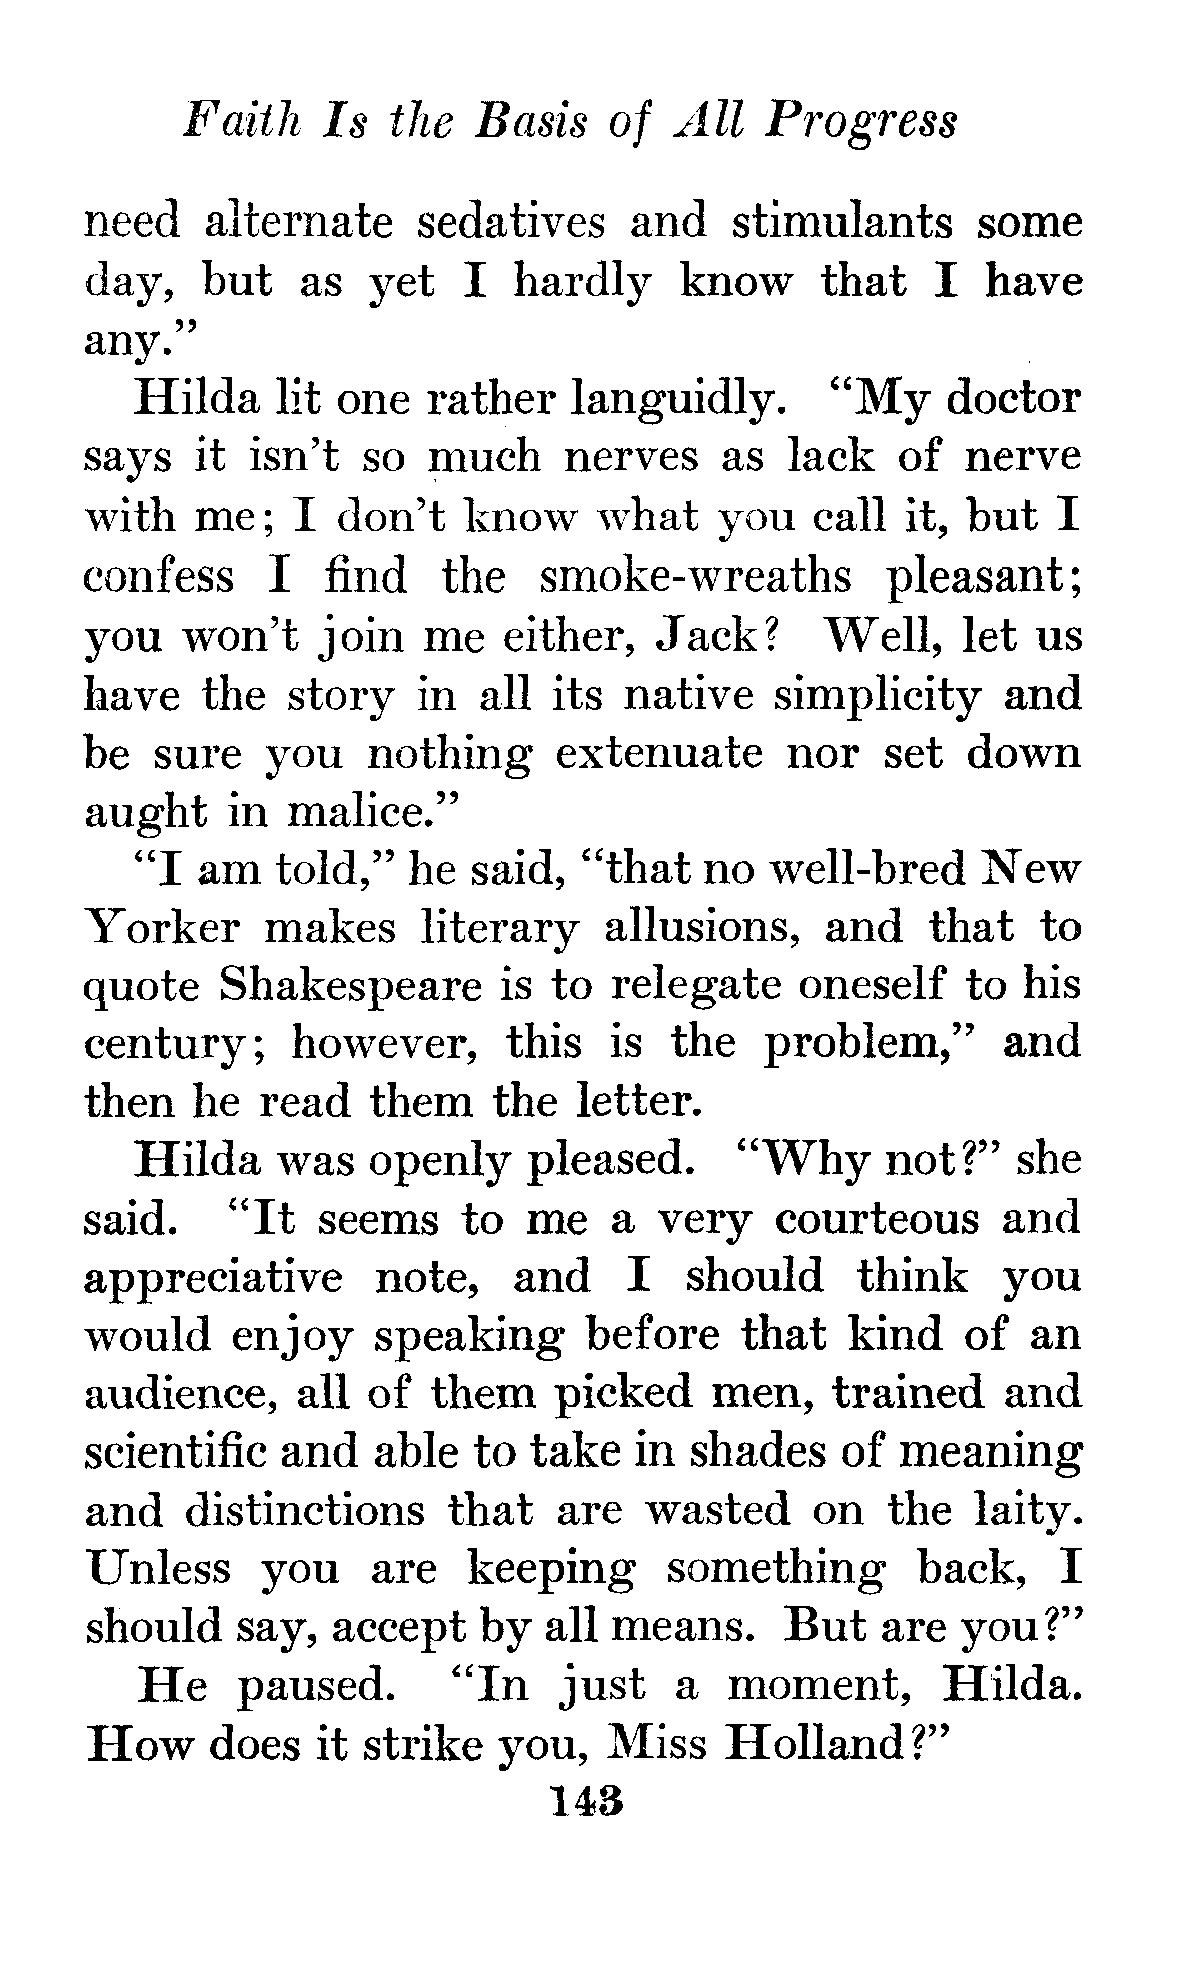 Faith Is the Basis of All Progress
need alternate sedatives and stimulants some
day, but as yet I hardly know that I have
any.”
Hilda lit one rather languidly. “My doctor
says it isn’t so much nerves as lack of nerve
with me; I don’t know what you call it, but I
confess I find the smoke-wreaths pleasant;
you won’t join me either, Jack? Well, let us
have the story in all its native simplicity and
be sure you nothing extenuate nor set down
aught in malice.”
“I am told,” he said, “that no well-bred New
Yorker makes literary allusions, and that to
quote Shakespeare is to relegate oneself to his
century; however, this is the problem,” and
then he read them the letter.
Hilda was openly pleased. “Why not?” she
said. “It seems to me a very courteous and
appreciative note, and I should think you
would enjoy speaking before that kind of an
audience, all of them picked men, trained and
scientific and able to take in shades of meaning
and distinctions that are wasted on the laity.
Unless you are keeping something back, I
should say, accept by all means. But are you?”
He paused. “In just a moment, Hilda.
How does it strike you, Miss Holland?”
143